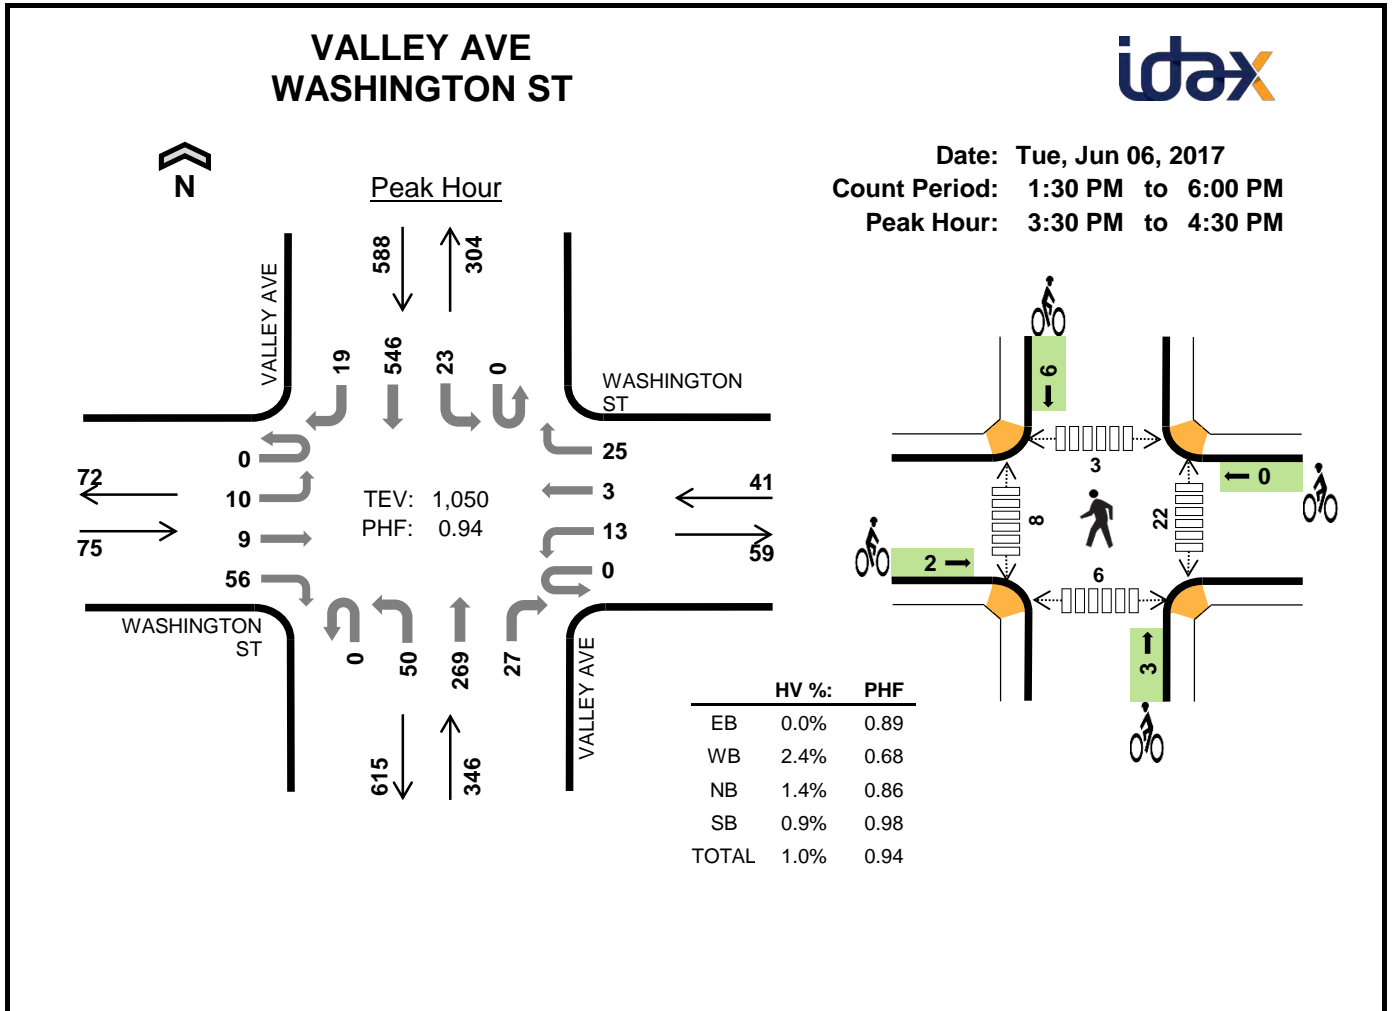 VALLEY AVE
WASHINGTON ST
idax
N
Peak Hour
Date: Tue, Jun 06, 2017
Count Period: 1:30 PM to 6:00 PM
Peak Hour: 3:30 PM to 4:30 PM
588
304
VALLEY AVE
19
546
23
0
WASHINGTON
ST
0
10
9
56
72
75
TEV: 1,050
PHF: 0.94
25
3
13
0
41
59
WASHINGTON
ST
0
50
269
27
VALLEY AVE
615
346
6
3
0
8
22
2
6
3
HV %: PHF
EB 0.0% 0.89
WB 2.4% 0.68
NB 1.4% 0.86
SB 0.9% 0.98
TOTAL 1.0% 0.94